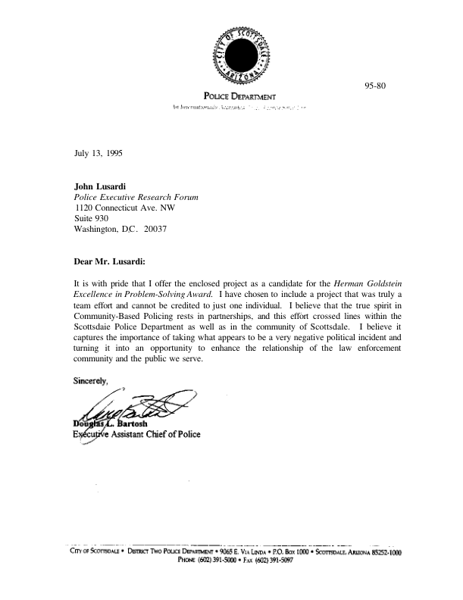 CITY OF SCOTTSDALE
ARIZONA
95-80
POLICE DEPARTMENT
An Internationally Accredited
July 13, 1995
John Lusardi
Police Executive Research Forum
1120 Connecticut Ave. NW
Suite 930
Washington, D.C. 20037
Dear Mr. Lusardi:
It is with pride that I offer the enclosed project as a candidate for the Herman Goldstein
Excellence in Problem-Solving Award. I have chosen to include a project that was truly a
team effort and cannot be credited to just one individual. I believe that the true spirit in
Community-Based Policing rests in partnerships, and this effort crossed lines within the
Scottsdaie Police Department as well as in the community of Scottsdale. I believe it
captures the importance of taking what appears to be a very negative political incident and
turning it into an opportunity to enhance the relationship of the law enforcement
community and the public we serve.
Sincerely,
Douglas L. Bartosh
Executive Assistant Chief of Police
CITY OF SCOTTSDALE • DISTRICT TWO POLICE DEPARTMENT • 9065 E. VIA LINDA • P.O. BOX 1000 • SCOTTSDALE, ARIZONA 85252-1000
PHONE (602) 391-5000 • FAX (602) 391-5097